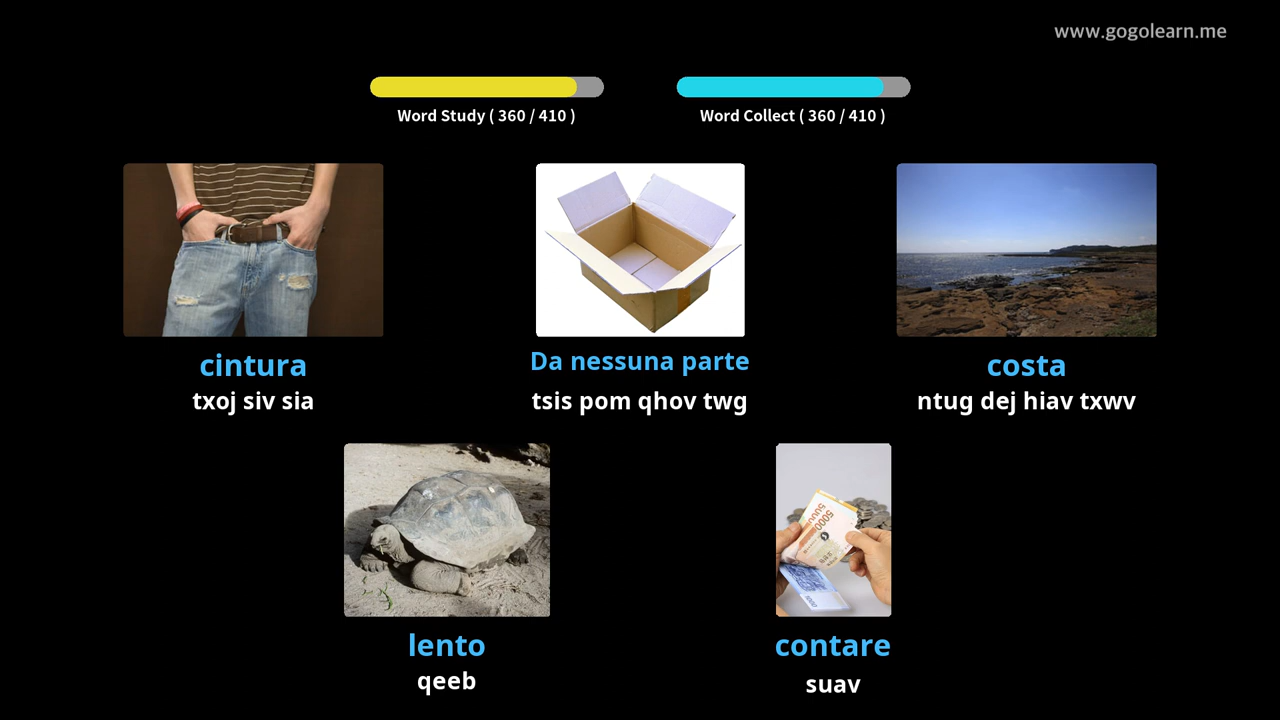 www.gogolearn.me
Word Study ( 360 / 410 )
Word Collect ( 360 / 410 )
cintura
txoj siv sia
Da nessuna parte
tsis pom qhov twg
costa
ntug dej hiav txwv
5000
lento
qeeb
contare
suav